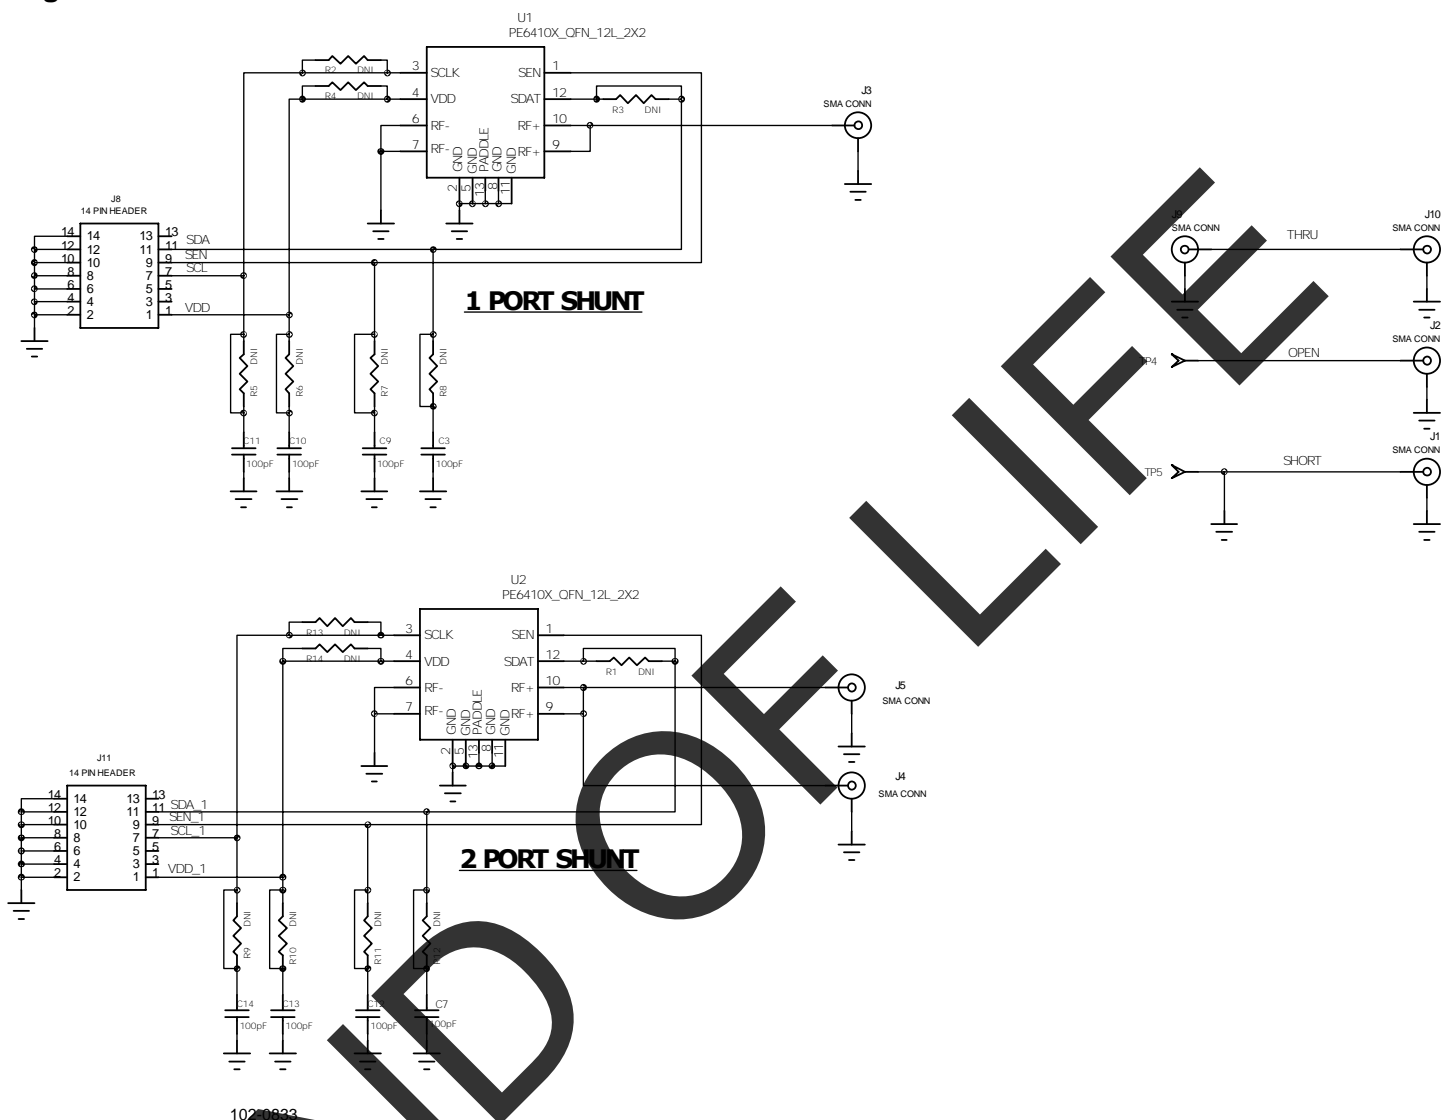 U1
PE6410X_QFN_12L_2X2
R2 DNI
R4 DNI
3 SCLK
4 VDD
6 RF-
7 RF-
SEN 1
SDAT 12
RF+ 10
RF+ 9
GND GND PADDLE GND GND
2 5 13 8 11
R3 DNI
J3
SMA CONN
J8
14 PIN HEADER
14 14 13 13
12 12 11 11 SDA
10 10 9 9 SEN
8 8 7 7 SCL
6 6 5 5
4 4 3 3
2 2 1 1 VDD
1 PORT SHUNT
R5 DNI
R6 DNI
R7 DNI
R8 DNI
C11 100pF
C10 100pF
C9 100pF
C3 100pF
J9
SMA CONN
THRU
J10
SMA CONN
TP4
OPEN
J2
SMA CONN
TP5
SHORT
J1
SMA CONN
U2
PE6410X_QFN_12L_2X2
R13 DNI
R14 DNI
3 SCLK
4 VDD
6 RF-
7 RF-
SEN 1
SDAT 12
RF+ 10
RF+ 9
GND GND PADDLE GND GND
2 5 13 8 11
R1 DNI
J5
SMA CONN
J4
SMA CONN
J11
14 PIN HEADER
14 14 13 13
12 12 11 11 SDA_1
10 10 9 9 SEN_1
8 8 7 7 SCL_1
6 6 5 5
4 4 3 3
2 2 1 1 VDD_1
2 PORT SHUNT
R9 DNI
R10 DNI
R11 DNI
R12 DNI
C14 100pF
C13 100pF
C12 100pF
C7 100pF
102-0833
OF LIFE